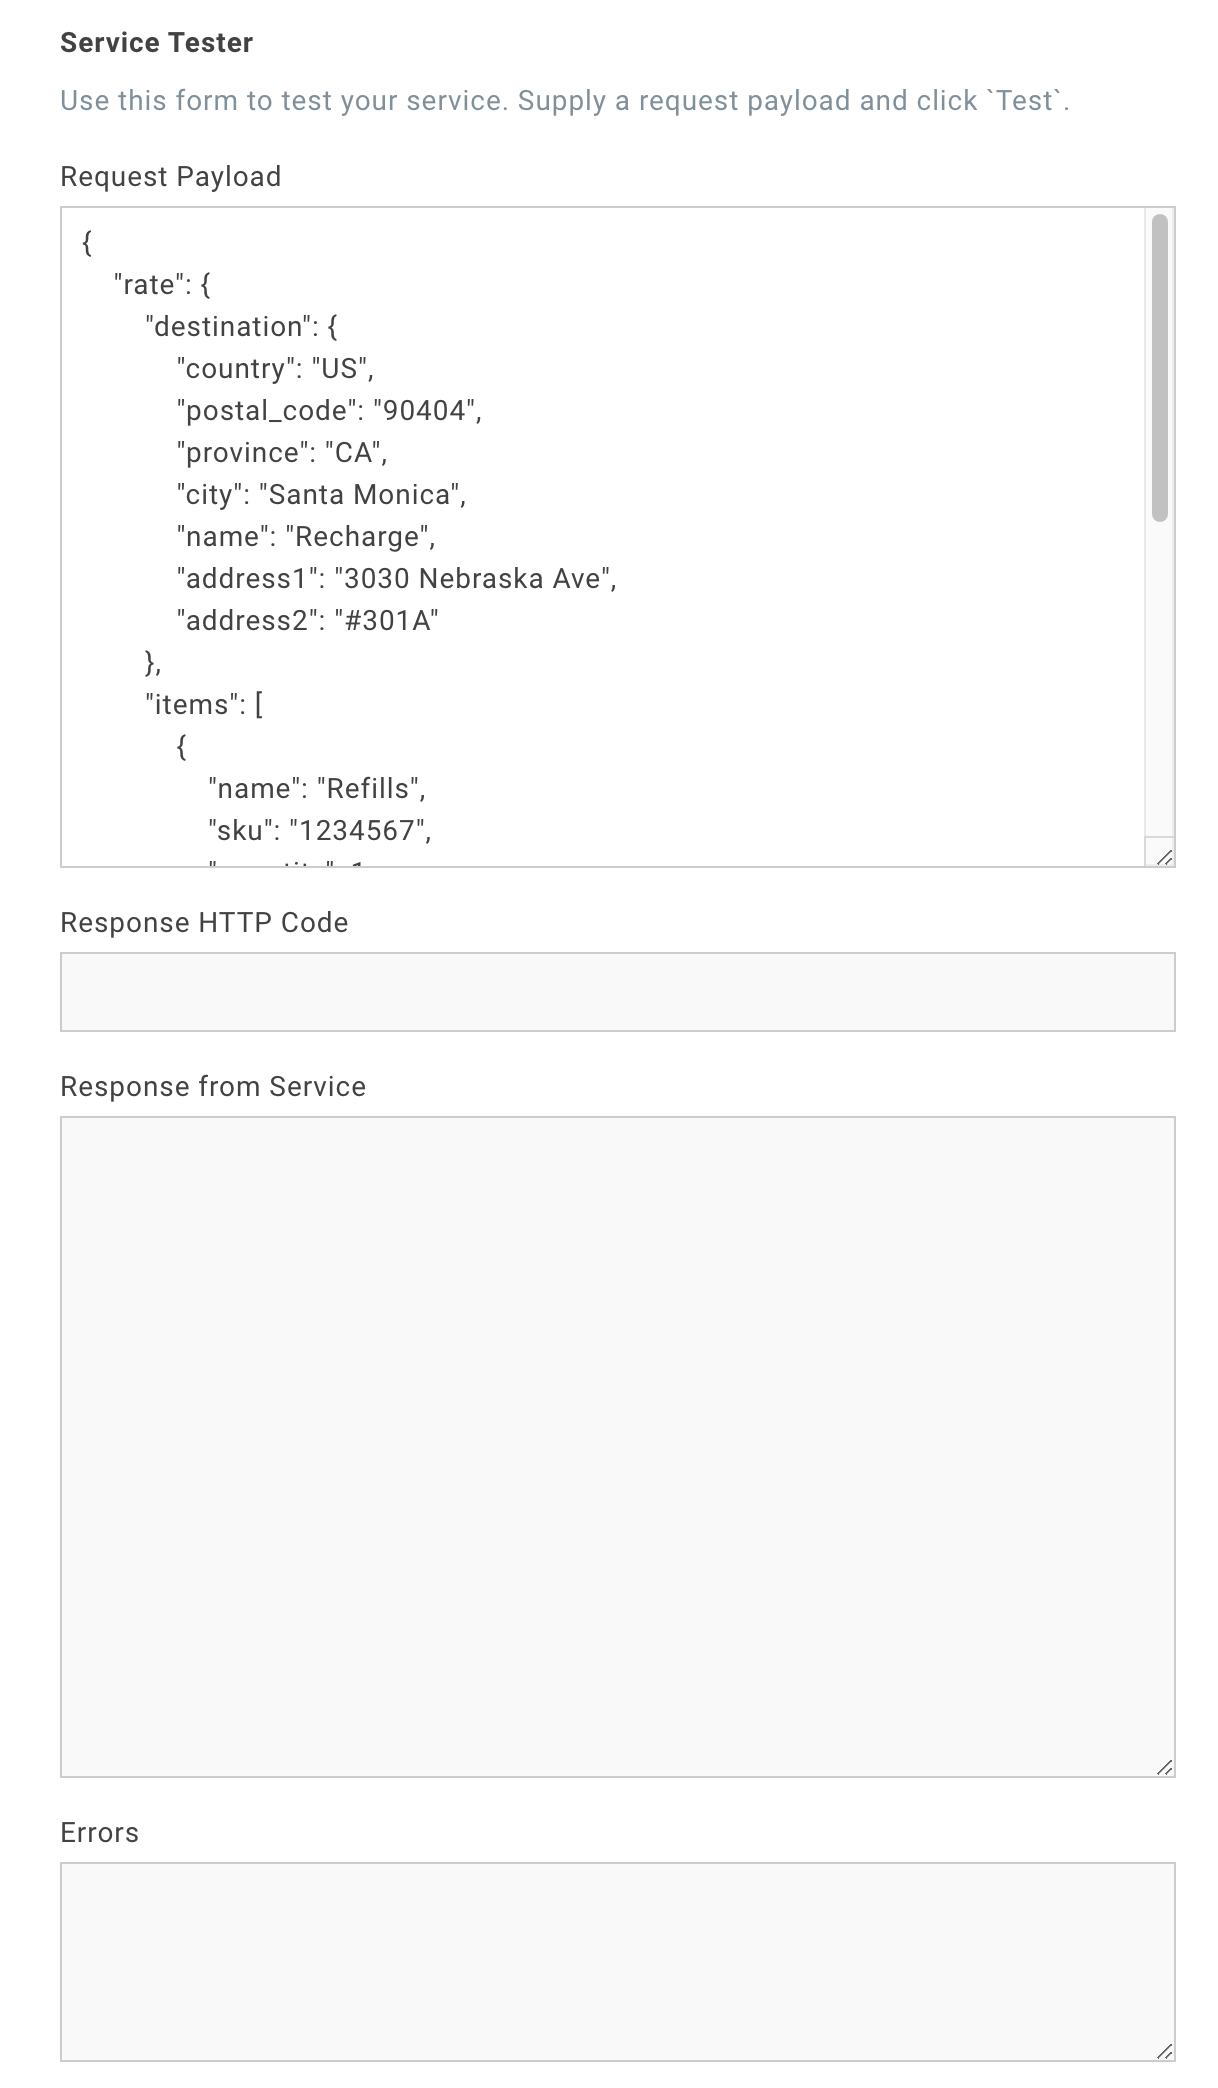 Service Tester
Use this form to test your service. Supply a request payload and click `Test`.
Request Payload
{
"rate": {
"destination": {
"country": "US",
"postal_code": "90404",
"province": "CA",
"city": "Santa Monica",
"name": "Recharge",
"address1": "3030 Nebraska Ave",
"address2": "#301A"
},
"items": [
{
"name": "Refills",
"sku": "1234567",
Response HTTP Code
Response from Service
Errors